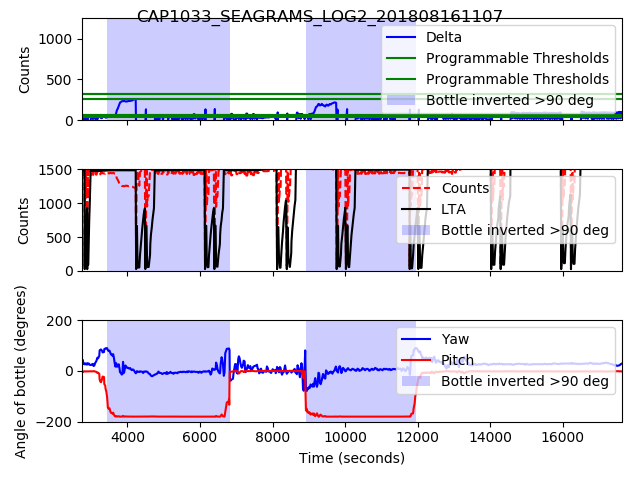 CAP1033_SEAGRAMS_LOG2_201808161107
1000
500
0
Counts
Delta
Programmable Thresholds
Programmable Thresholds
Bottle inverted >90 deg
1500
1000
500
0
Counts
Counts
LTA
Bottle inverted >90 deg
200
0
−200
Angle of bottle (degrees)
Yaw
Pitch
Bottle inverted >90 deg
4000 6000 8000 10000 12000 14000 16000
Time (seconds)